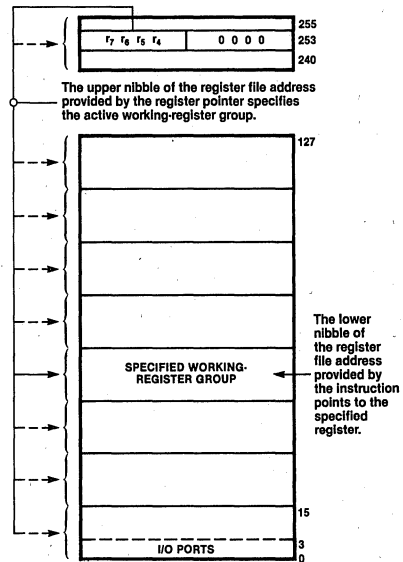 255
r7 r6 r5 r4 0 0 0 0 253
240
The upper nibble of the register file address
provided by the register pointer specifies
the active working-register group.
127
The lower
nibble of
the register
file address
provided by
the instruction
points to the
specified
register.
SPECIFIED WORKING-
REGISTER GROUP
15
3
I/O PORTS
0